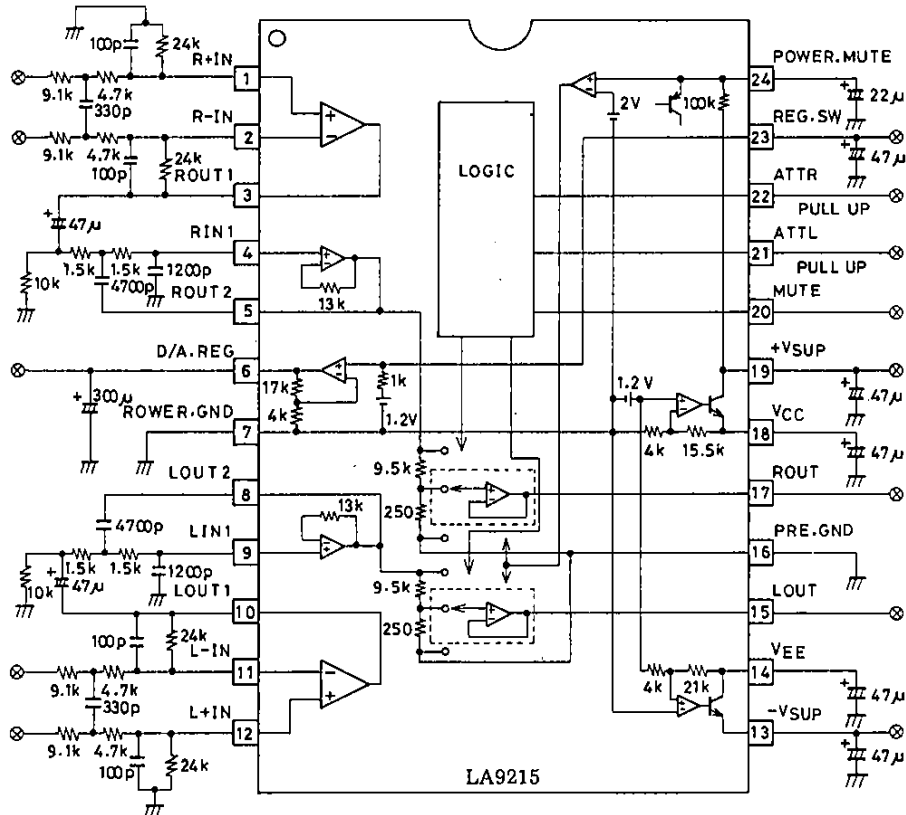 100p
24k
R+IN
1
9.1k
4.7k
330p
R-IN
2
9.1k
4.7k
100p
24k
ROUT1
3
+
47μ
RIN1
4
10k
1.5k
1.5k
4700p
1200p
ROUT2
5
13k
D/A.REG
6
+
300μ
17k
4k
1k
1.2V
ROWER.GND
7
LOUT2
8
4700p
13k
LIN1
9
10k
1.5k
47μ
+
1.5k
1200p
LOUT1
10
100p
24k
L-IN
11
9.1k
4.7k
330p
L+IN
12
9.1k
4.7k
100p
24k
LOGIC
2V
100k
POWER.MUTE
24
+
22μ
REG.SW
23
+
47μ
ATTR
22
PULL UP
ATTL
21
PULL UP
MUTE
20
+VSUP
19
+
47μ
1.2V
4k
15.5k
VCC
18
+
47μ
9.5k
250
ROUT
17
PRE.GND
16
9.5k
250
LOUT
15
4k
21k
VEE
14
+
47μ
-VSUP
13
+
47μ
LA9215